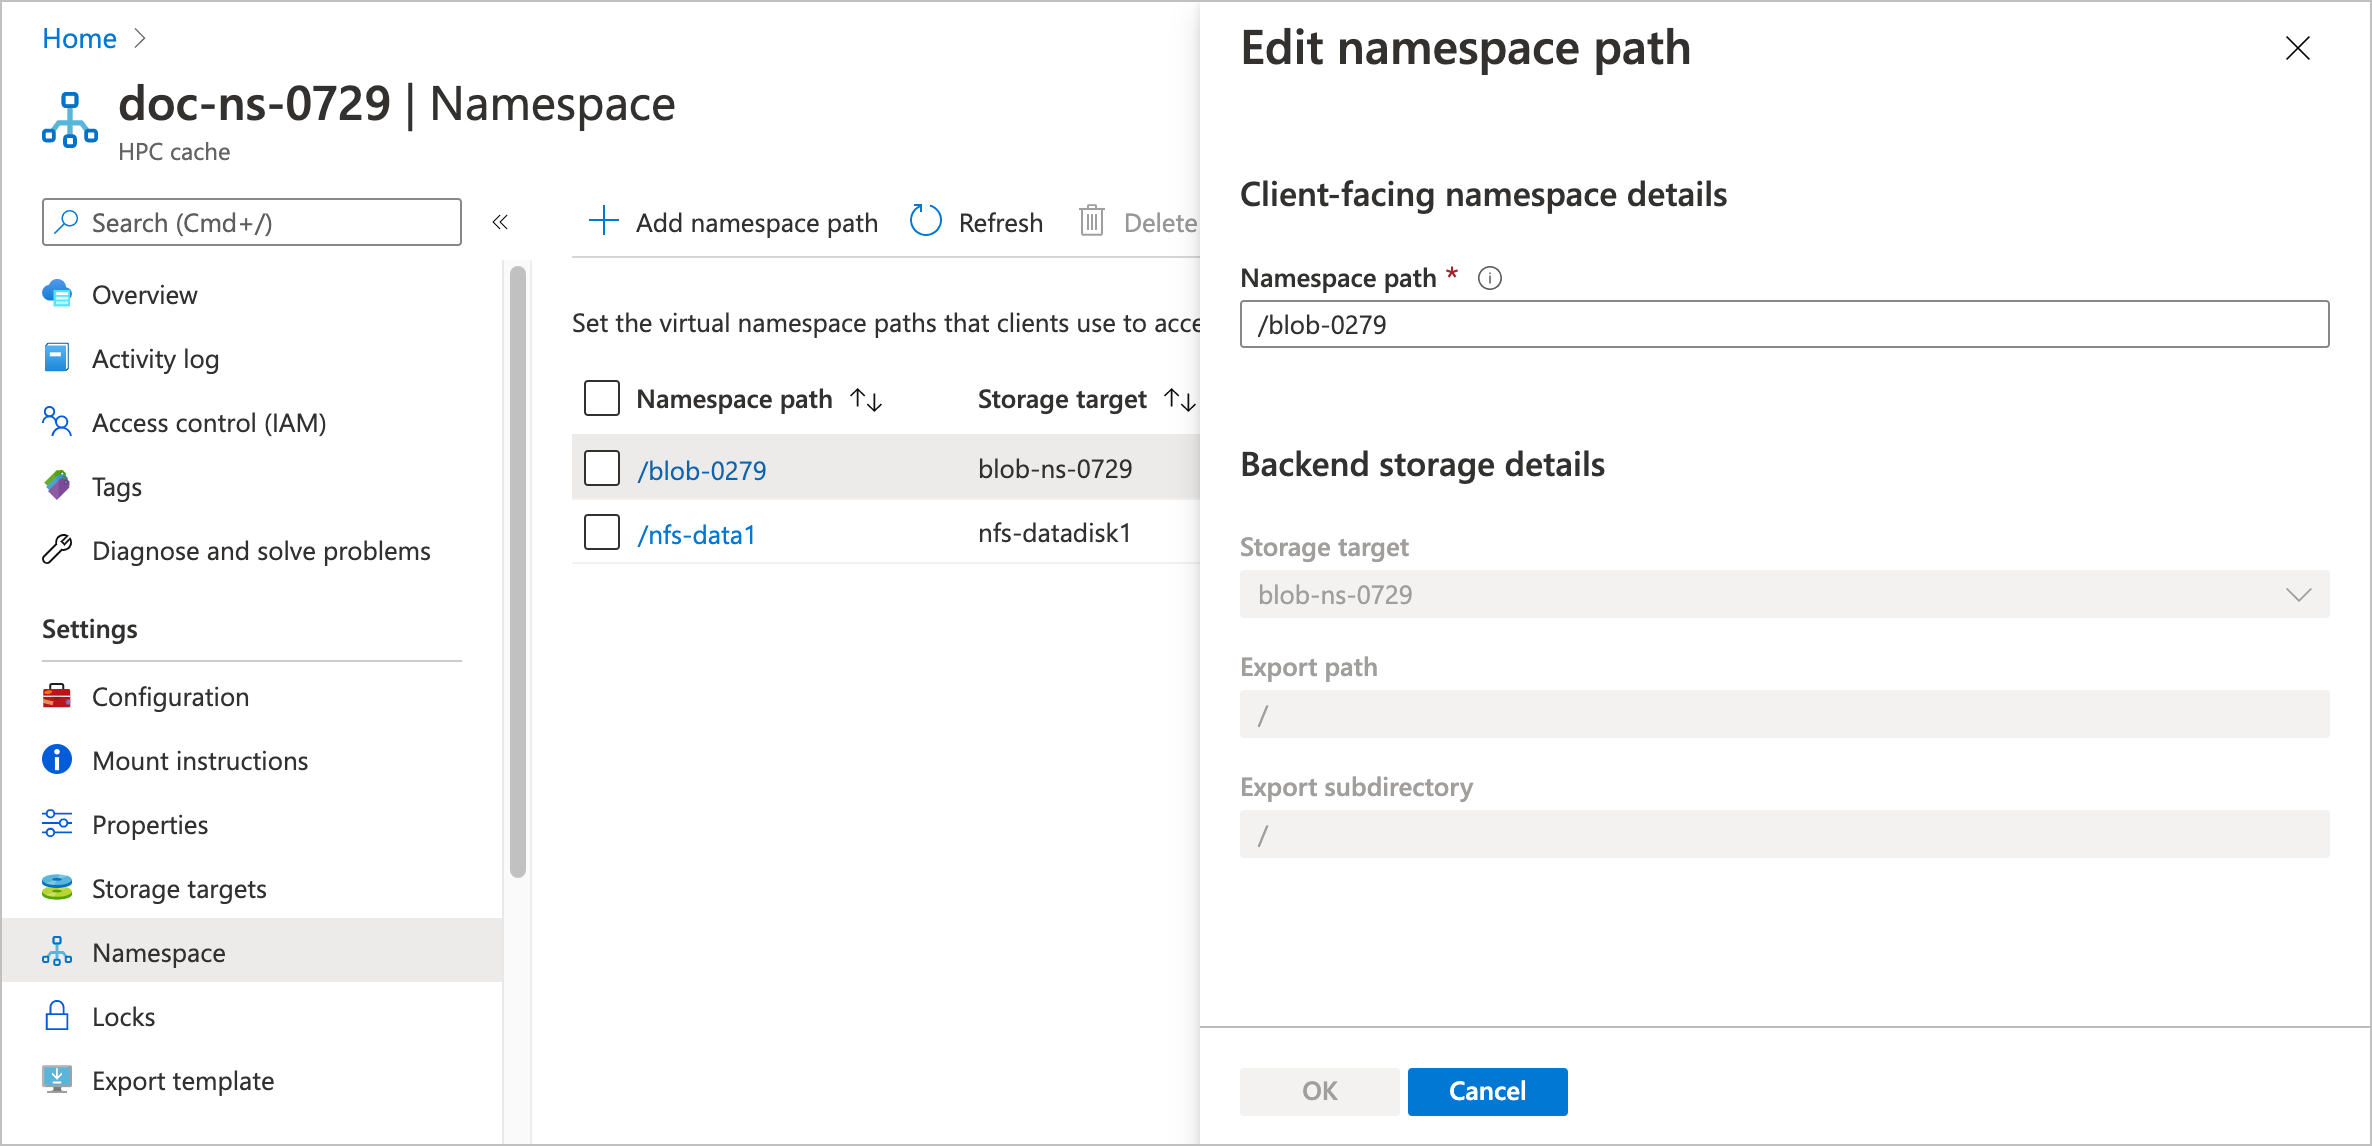 Home
doc-ns-0729 | Namespace
HPC cache
Search (Cmd+/)
Overview
Activity log
Access control (IAM)
Tags
Diagnose and solve problems
Settings
Configuration
Mount instructions
Properties
Storage targets
Namespace
Locks
Export template
Add namespace path Refresh Delete
Set the virtual namespace paths that clients use to acce
Namespace path Storage target
/blob-0279 blob-ns-0729
/nfs-data1 nfs-datadisk1
Edit namespace path
Client-facing namespace details
Namespace path *
/blob-0279
Backend storage details
Storage target
blob-ns-0729
Export path
/
Export subdirectory
/
OK Cancel